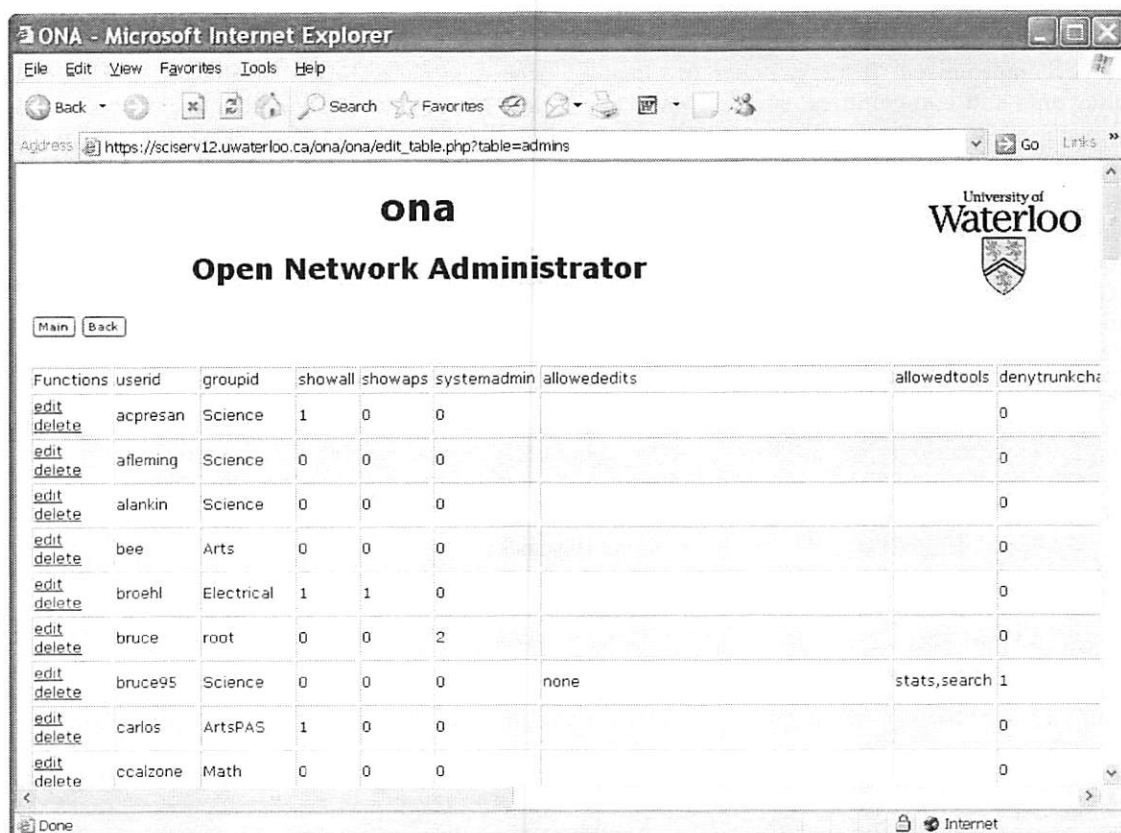 ONA - Microsoft Internet Explorer
File Edit View Favorites Tools Help
Back Search Favorites
Address https://sciserv12.uwaterloo.ca/ona/ona/edit_table.php?table=admins Go Links »
ona
University of
Waterloo
Open Network Administrator
Main Back
Functions userid groupid showall showaps systemadmin allowededits allowedtools denytrunkcha
edit
delete acpresan Science 1 0 0 0
edit
delete afleming Science 0 0 0 0
edit
delete alankin Science 0 0 0 0
edit
delete bee Arts 0 0 0 0
edit
delete broehl Electrical 1 1 0 0
edit
delete bruce root 0 0 2 0
edit
delete bruce95 Science 0 0 0 none stats,search 1
edit
delete carlos ArtsPAS 1 0 0 0
edit
delete ccalzone Math 0 0 0 0
Done Internet